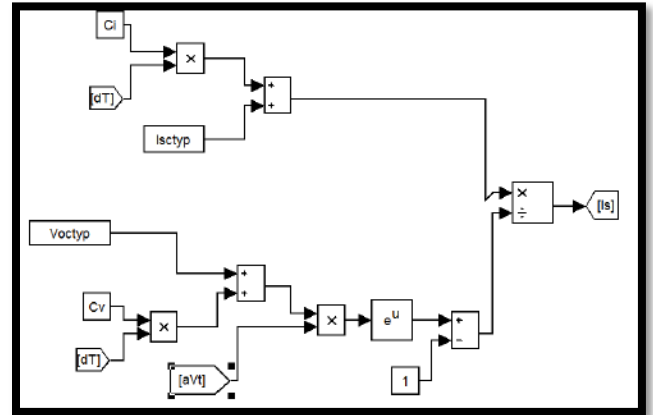 Ci
×
[dT]
+
+
Isctyp
×
÷
[Is]
Voctyp
+
+
Cv
×
[dT]
×
e^u
+
−
[aVt]
1